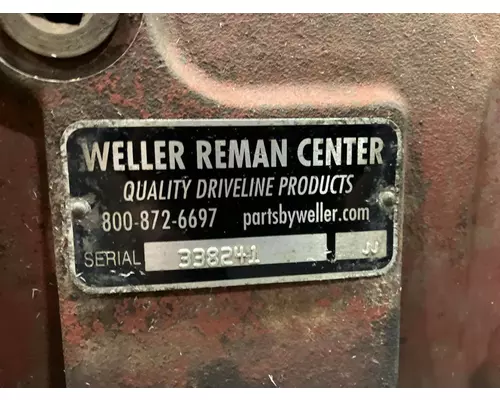 WELLER REMAN CENTER
QUALITY DRIVELINE PRODUCTS
800-872-6697 partsbyweller.com
SERIAL 338241 JJ